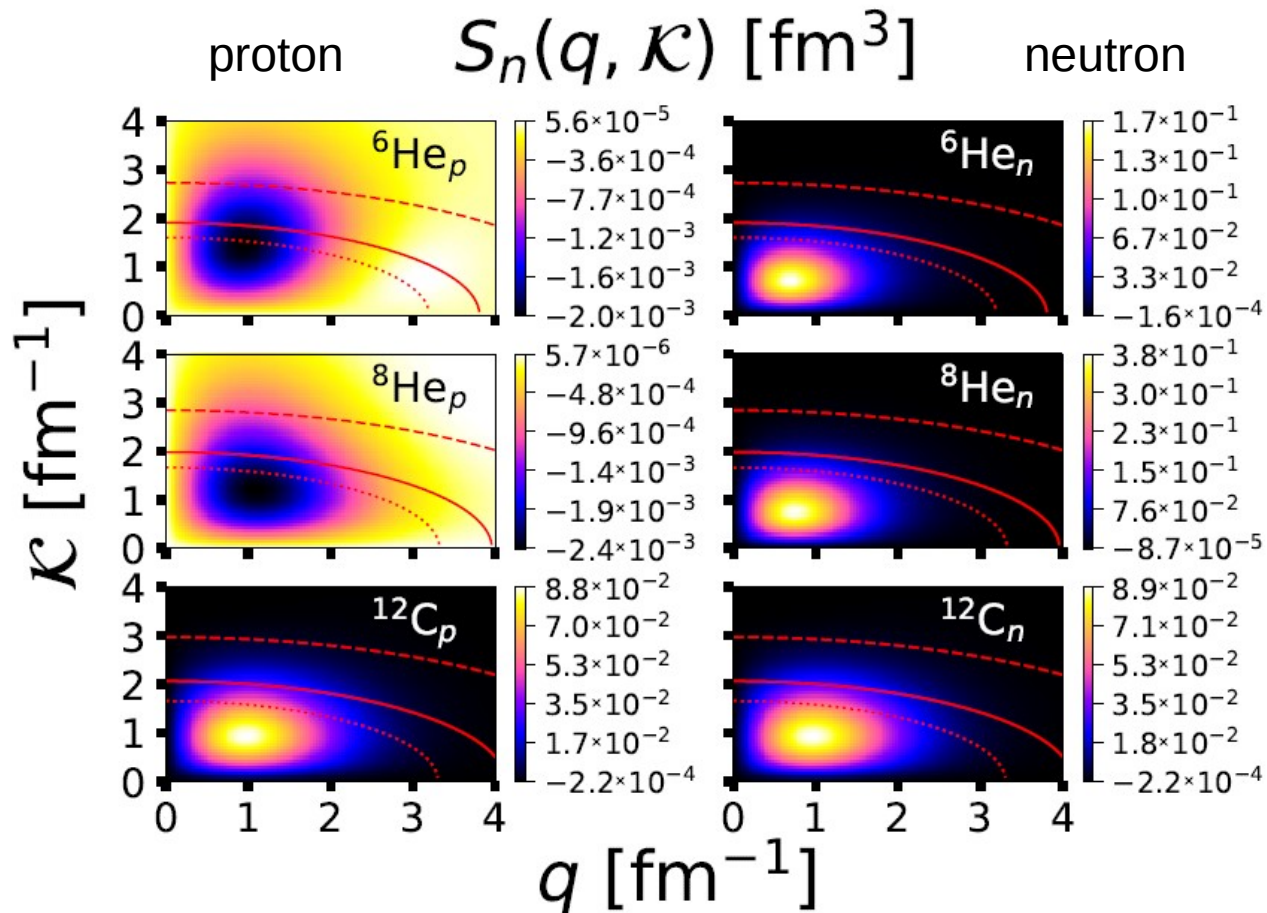 proton S_n(q, 𝒦) [fm³] neutron
4 ⁶He_p 5.6×10⁻⁵ ⁶He_n 1.7×10⁻¹
3 −3.6×10⁻⁴ 1.3×10⁻¹
2 −7.7×10⁻⁴ 1.0×10⁻¹
−1.2×10⁻³ 6.7×10⁻²
1 −1.6×10⁻³ 3.3×10⁻²
0 −2.0×10⁻³ −1.6×10⁻⁴
4 ⁸He_p 5.7×10⁻⁶ ⁸He_n 3.8×10⁻¹
3 −4.8×10⁻⁴ 3.0×10⁻¹
2 −9.6×10⁻⁴ 2.3×10⁻¹
−1.4×10⁻³ 1.5×10⁻¹
1 −1.9×10⁻³ 7.6×10⁻²
0 −2.4×10⁻³ −8.7×10⁻⁵
4 ¹²C_p 8.8×10⁻² ¹²C_n 8.9×10⁻²
3 7.0×10⁻² 7.1×10⁻²
2 5.3×10⁻² 5.3×10⁻²
3.5×10⁻² 3.5×10⁻²
1 1.7×10⁻² 1.8×10⁻²
0 −2.2×10⁻⁴ −2.2×10⁻⁴
0 1 2 3 4 0 1 2 3 4
𝒦 [fm⁻¹]
q [fm⁻¹]